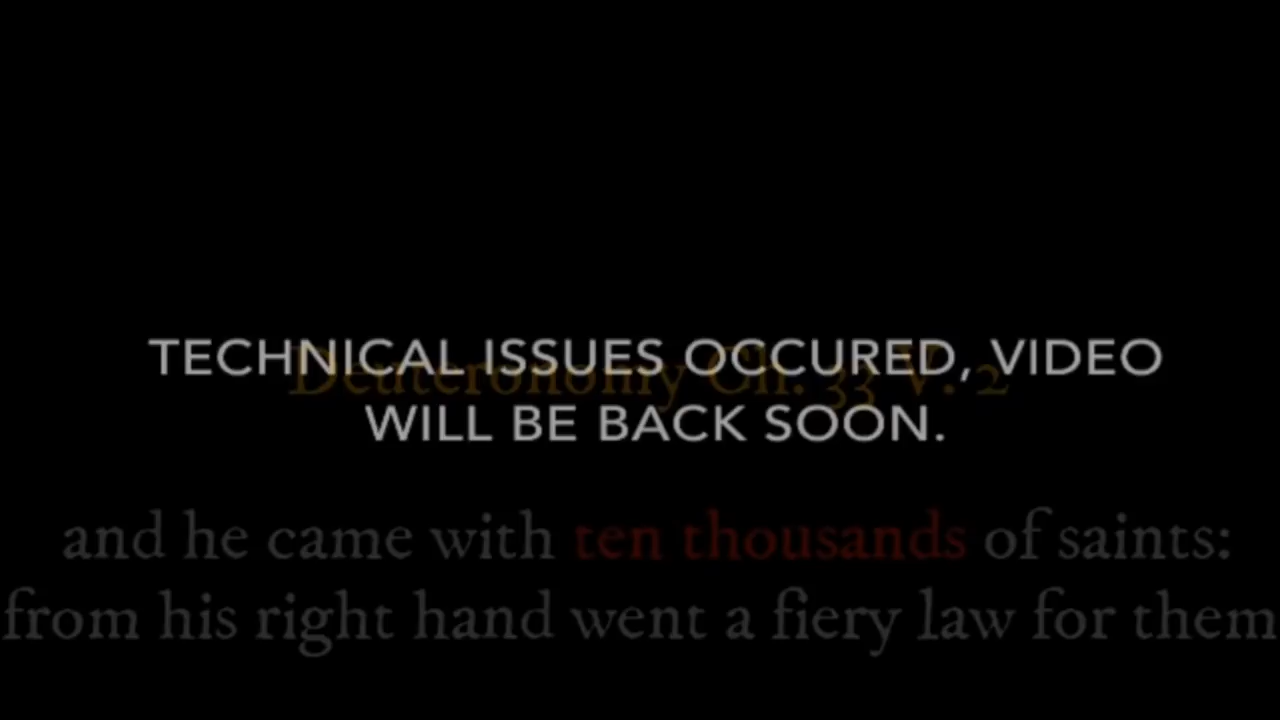 TECHNICAL ISSUES OCCURED, VIDEO
Deuteronomy Ch. 33 V. 2
WILL BE BACK SOON.
and he came with ten thousands of saints:
from his right hand went a fiery law for them